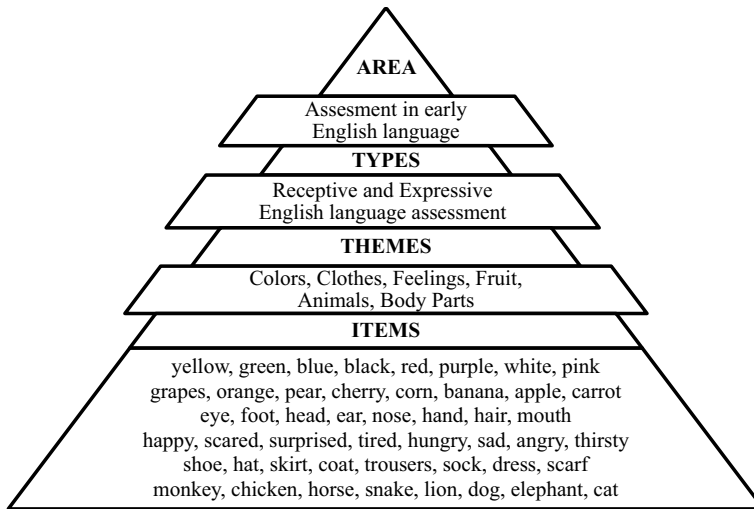 AREA
Assesment in early
English language
TYPES
Receptive and Expressive
English language assessment
THEMES
Colors, Clothes, Feelings, Fruit,
Animals, Body Parts
ITEMS
yellow, green, blue, black, red, purple, white, pink
grapes, orange, pear, cherry, corn, banana, apple, carrot
eye, foot, head, ear, nose, hand, hair, mouth
happy, scared, surprised, tired, hungry, sad, angry, thirsty
shoe, hat, skirt, coat, trousers, sock, dress, scarf
monkey, chicken, horse, snake, lion, dog, elephant, cat